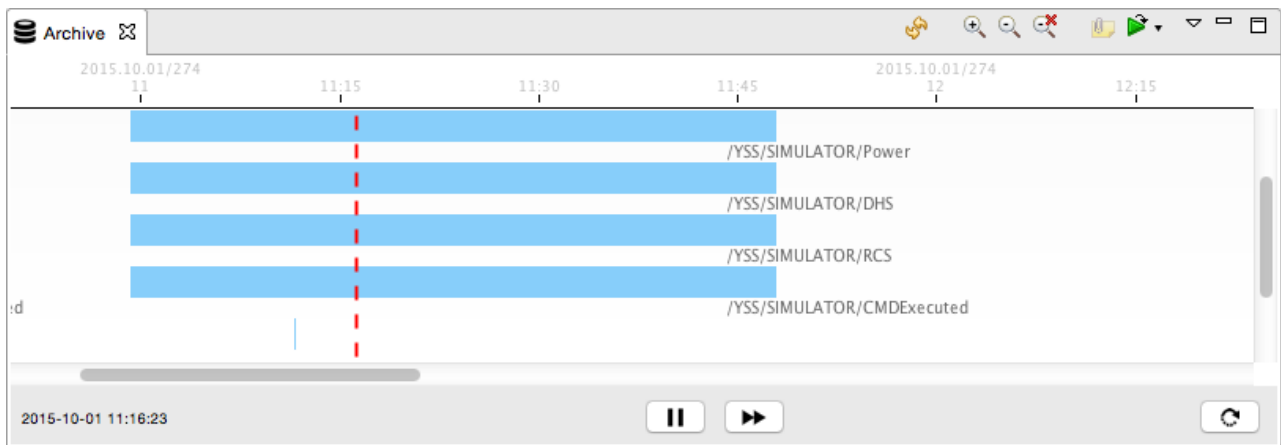 Archive
2015.10.01/274 2015.10.01/274
11 11:15 11:30 11:45 12 12:15
/YSS/SIMULATOR/Power
/YSS/SIMULATOR/DHS
/YSS/SIMULATOR/RCS
ed /YSS/SIMULATOR/CMDExecuted
2015-10-01 11:16:23